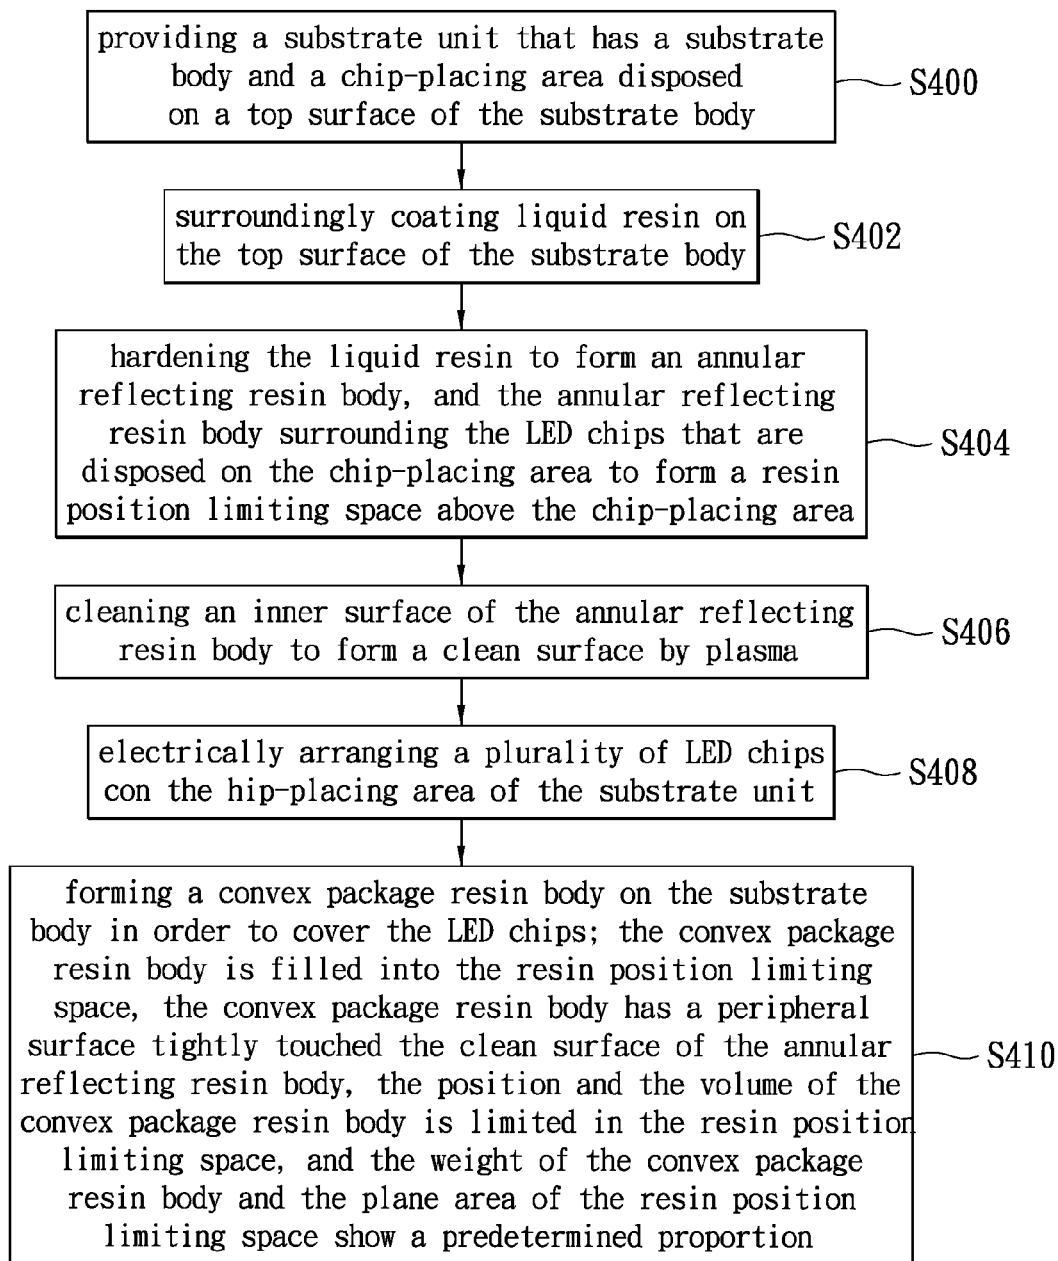 providing a substrate unit that has a substrate
body and a chip-placing area disposed
on a top surface of the substrate body
S400
surroundingly coating liquid resin on
the top surface of the substrate body
S402
hardening the liquid resin to form an annular
reflecting resin body, and the annular reflecting
resin body surrounding the LED chips that are
disposed on the chip-placing area to form a resin
position limiting space above the chip-placing area
S404
cleaning an inner surface of the annular reflecting
resin body to form a clean surface by plasma
S406
electrically arranging a plurality of LED chips
con the hip-placing area of the substrate unit
S408
forming a convex package resin body on the substrate
body in order to cover the LED chips; the convex package
resin body is filled into the resin position limiting
space, the convex package resin body has a peripheral
surface tightly touched the clean surface of the annular
reflecting resin body, the position and the volume of the
convex package resin body is limited in the resin position
limiting space, and the weight of the convex package
resin body and the plane area of the resin position
limiting space show a predetermined proportion
S410